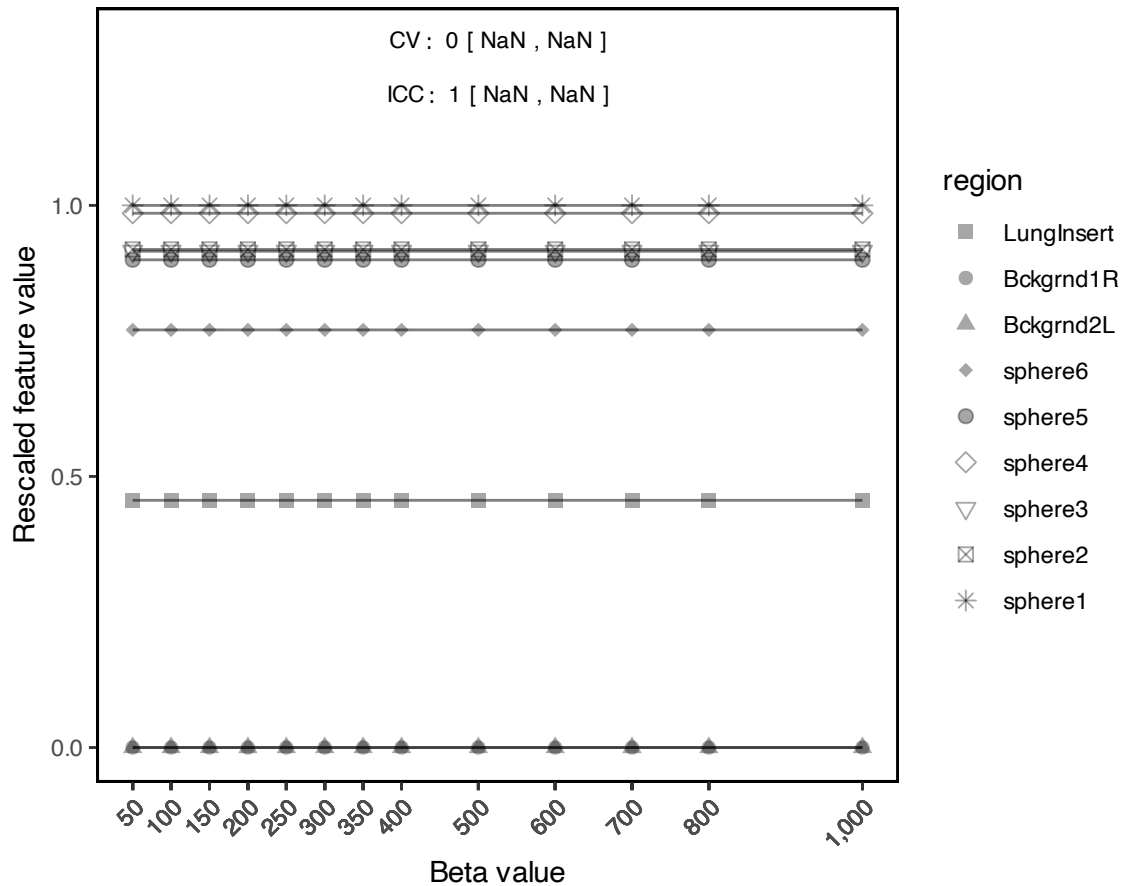 CV: 0 [ NaN , NaN ]
ICC: 1 [ NaN , NaN ]
Rescaled feature value
1.0
0.5
0.0
50 100 150 200 250 300 350 400 500 600 700 800 1,000
Beta value
region
LungInsert
Bckgrnd1R
Bckgrnd2L
sphere6
sphere5
sphere4
sphere3
sphere2
sphere1